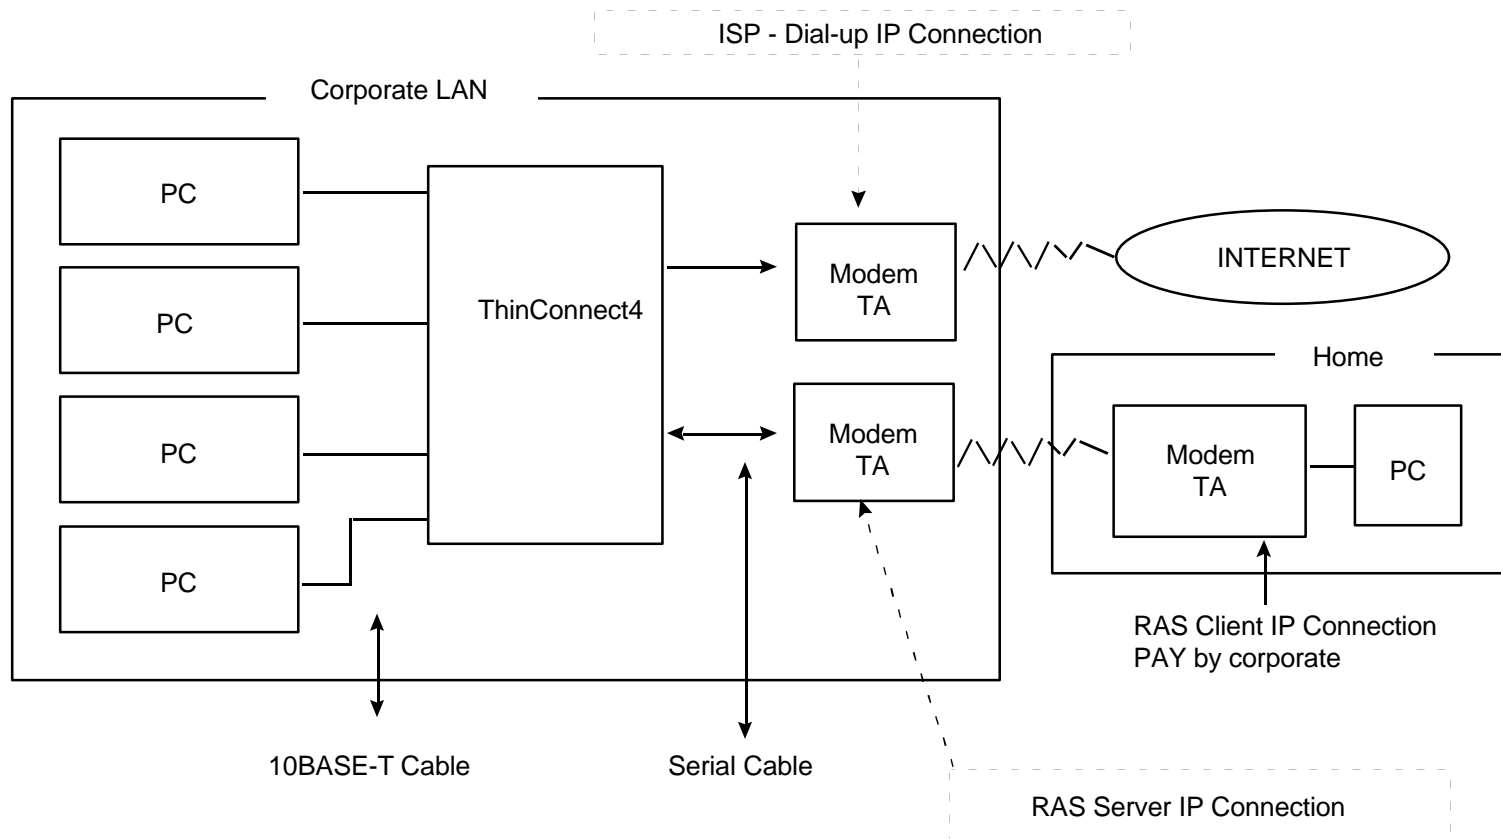 ISP - Dial-up IP Connection
Corporate LAN
PC
PC
PC
PC
ThinConnect4
Modem
TA
Modem
TA
INTERNET
Home
Modem
TA
PC
RAS Client IP Connection
PAY by corporate
10BASE-T Cable
Serial Cable
RAS Server IP Connection